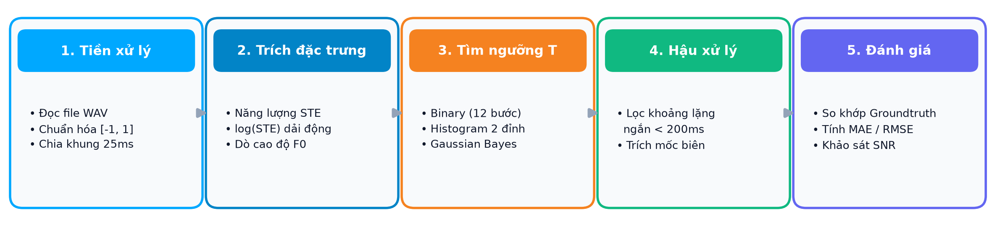 1. Tiền xử lý
• Đọc file WAV
• Chuẩn hóa [-1, 1]
• Chia khung 25ms
2. Trích đặc trưng
• Năng lượng STE
• log(STE) dải động
• Dò cao độ F0
3. Tìm ngưỡng T
• Binary (12 bước)
• Histogram 2 đỉnh
• Gaussian Bayes
4. Hậu xử lý
• Lọc khoảng lặng
ngắn < 200ms
• Trích mốc biên
5. Đánh giá
• So khớp Groundtruth
• Tính MAE / RMSE
• Khảo sát SNR